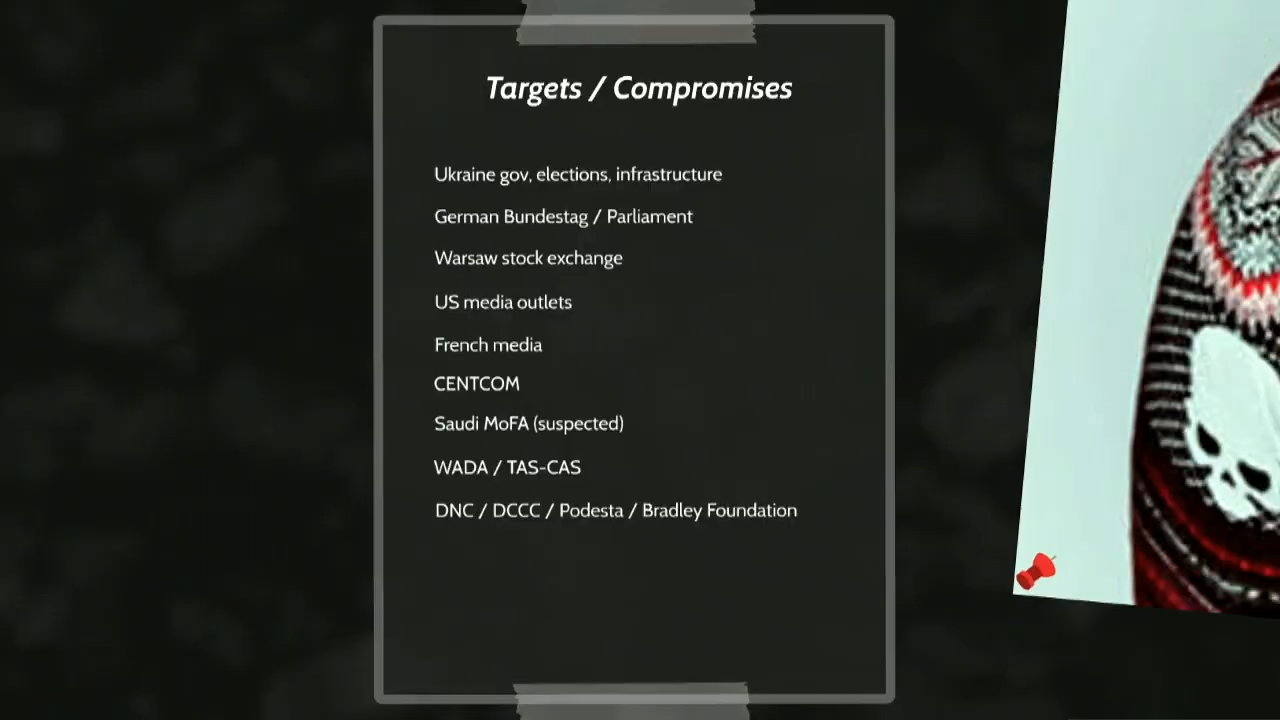 Targets / Compromises
Ukraine gov, elections, infrastructure
German Bundestag / Parliament
Warsaw stock exchange
US media outlets
French media
CENTCOM
Saudi MoFA (suspected)
WADA / TAS-CAS
DNC / DCCC / Podesta / Bradley Foundation